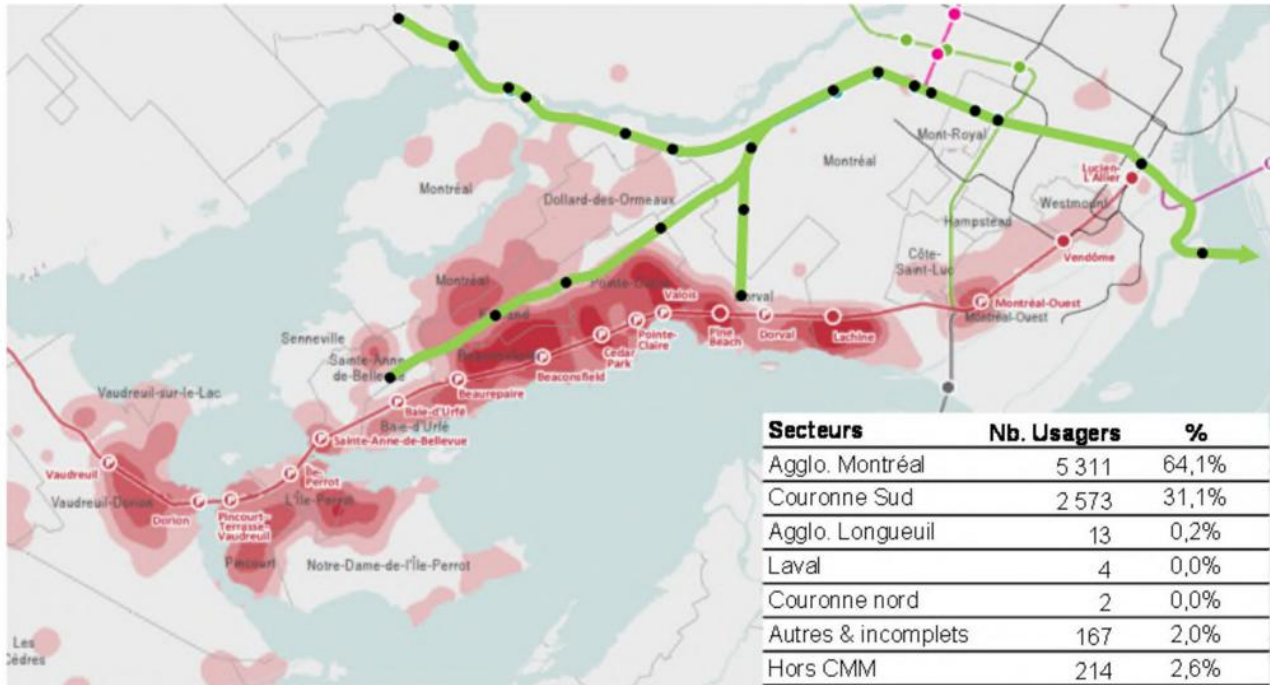 Mont-Royal
Montréal
Lucien-
L'Allier
Montréal
Dollard-des-Ormeaux
Westmount
Hampstead
Côte-
Saint-Luc
Vendôme
Montréal
Pointe-Claire
Valois
Dorval
Montréal-Ouest
Montréal-Ouest
Kirkland
Pine
Beach
Dorval
Lachine
Senneville
Pointe-
Claire
Cedar
Park
Sainte-Anne
de-Bellevue
Beaconsfield
Beaconsfield
Beaurepaire
Vaudreuil-sur-le-Lac
Baie-d'Urfé
Baie-d'Urfé
Sainte-Anne-de-Bellevue
Vaudreuil
Île-
Perrot
Vaudreuil-Dorion
L'Île-Perrot
Dorion
Pincourt-
Terrasse-
Vaudreuil
Pincourt
Notre-Dame-de-l'Île-Perrot
Les
Cèdres
Secteurs Nb. Usagers %
Agglo. Montréal 5 311 64,1%
Couronne Sud 2 573 31,1%
Agglo. Longueuil 13 0,2%
Laval 4 0,0%
Couronne nord 2 0,0%
Autres & incomplets 167 2,0%
Hors CMM 214 2,6%